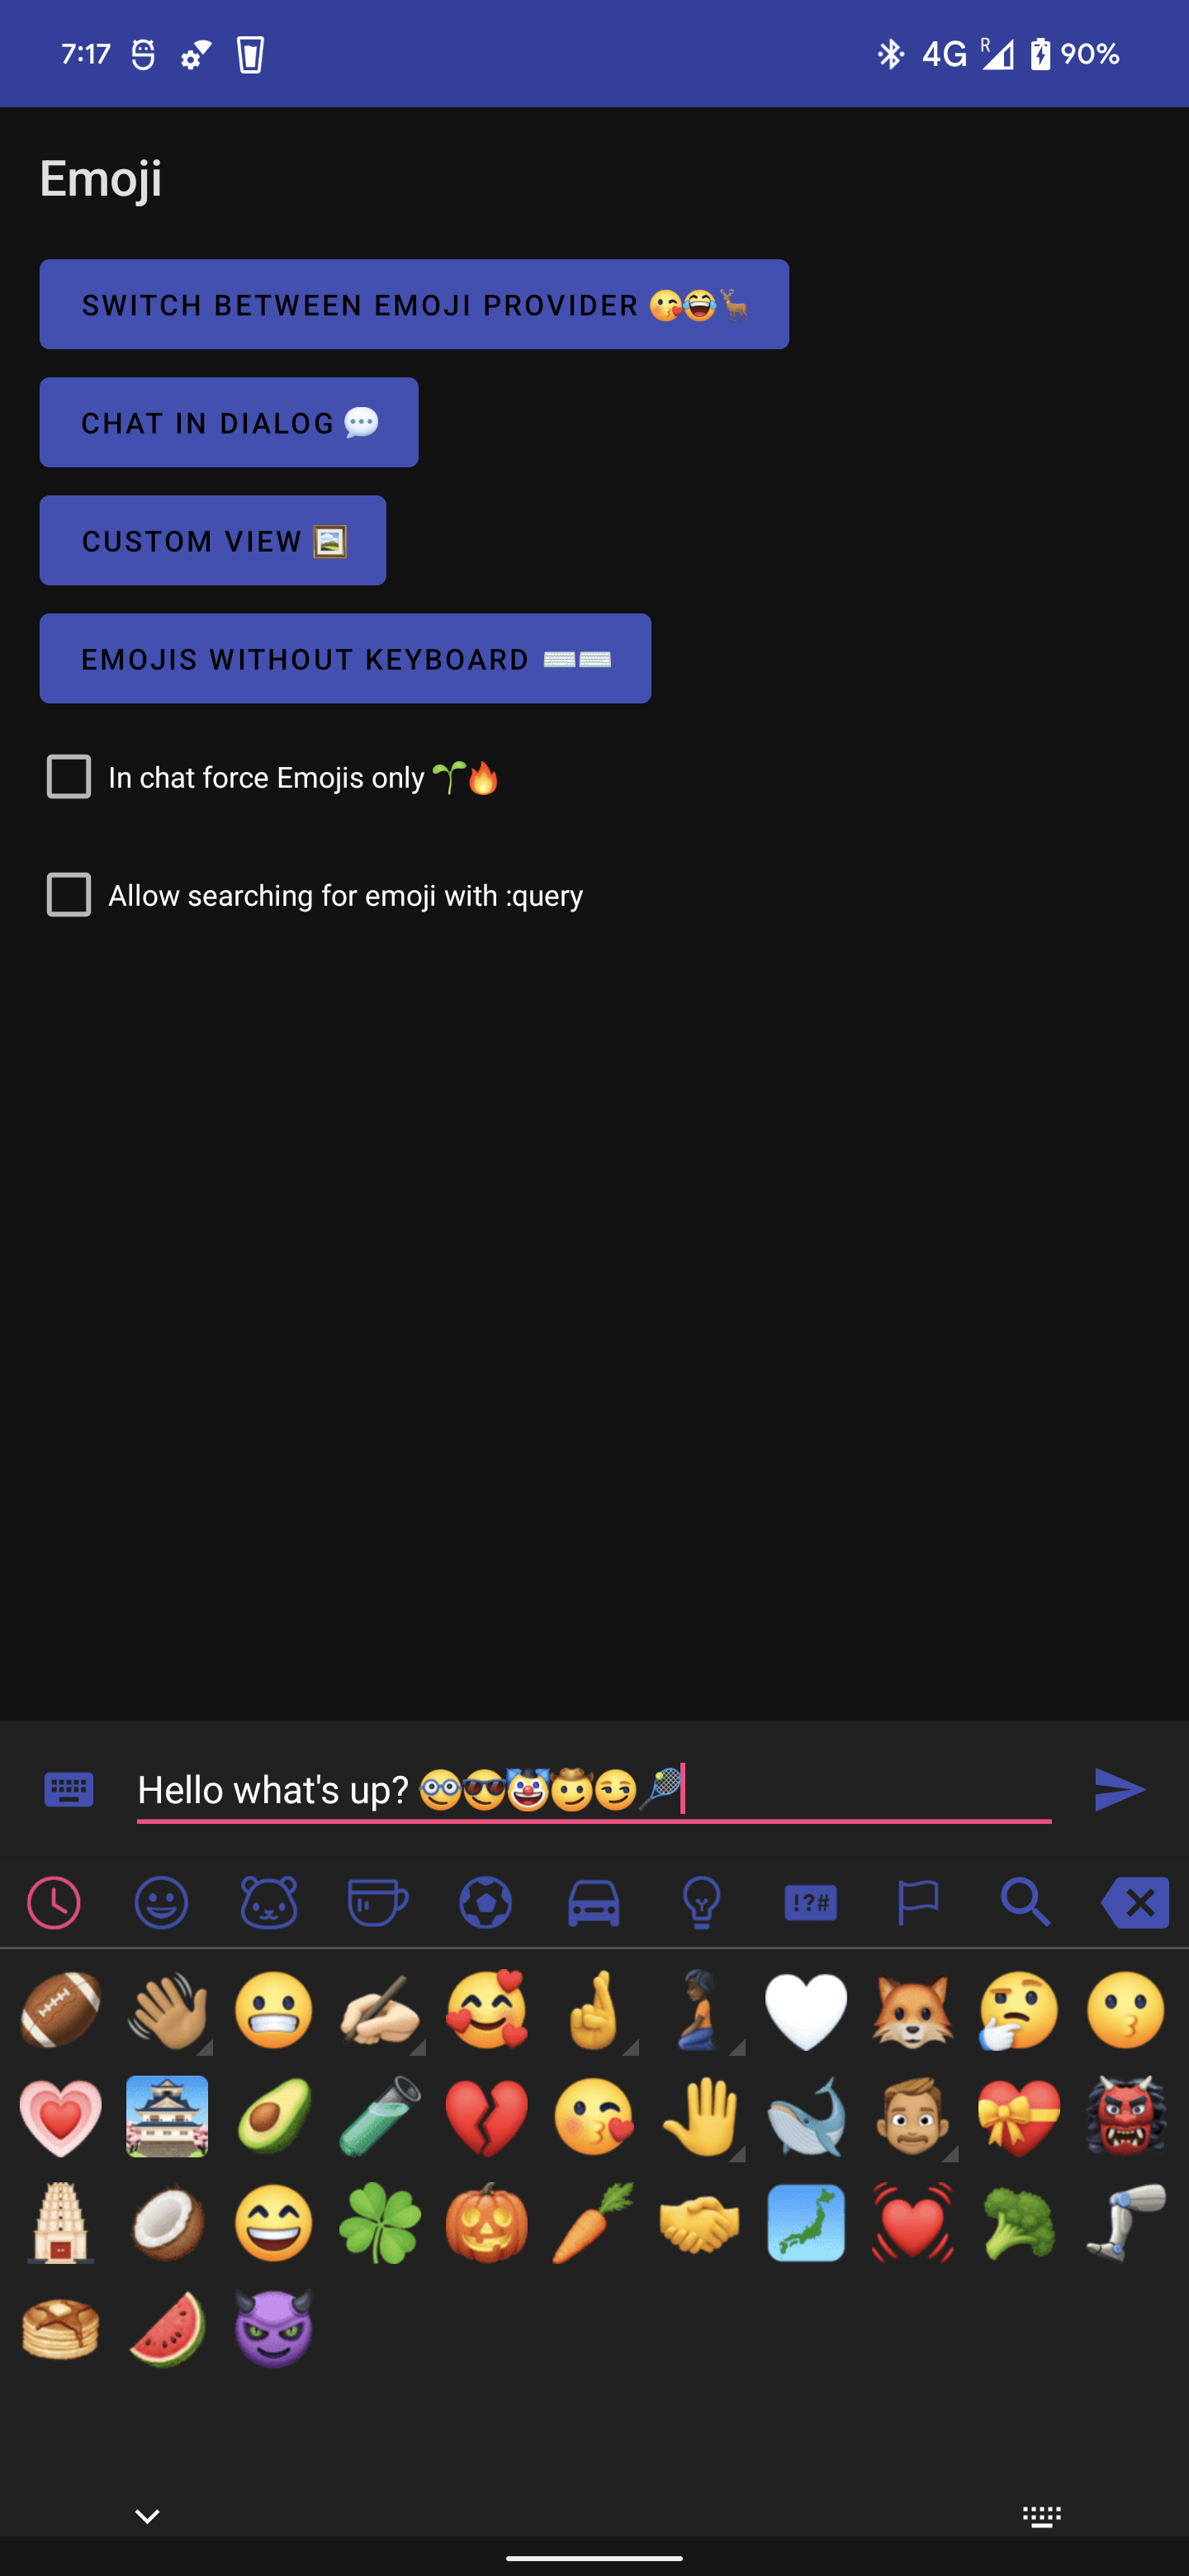 7:17 4G R 90%
Emoji
SWITCH BETWEEN EMOJI PROVIDER 😘😂🦌
CHAT IN DIALOG 💬
CUSTOM VIEW 🖼️
EMOJIS WITHOUT KEYBOARD ⌨️⌨️
In chat force Emojis only 🌱🔥
Allow searching for emoji with :query
Hello what's up? 🤓😎🤡🤠😏🎾
!?#